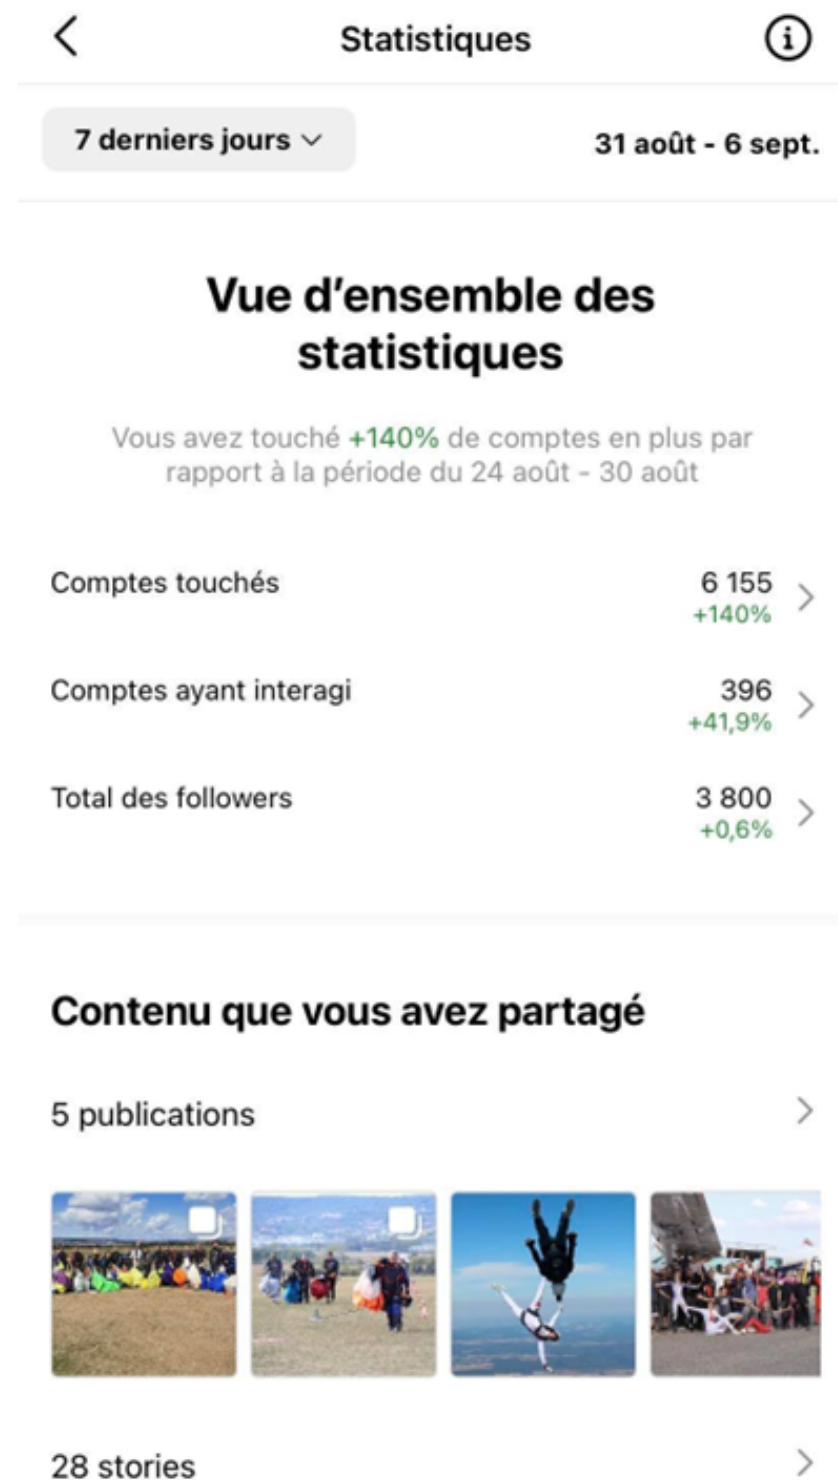 Statistiques
7 derniers jours
31 août - 6 sept.
Vue d'ensemble des
statistiques
Vous avez touché +140% de comptes en plus par
rapport à la période du 24 août - 30 août
Comptes touchés
6 155
+140%
Comptes ayant interagi
396
+41,9%
Total des followers
3 800
+0,6%
Contenu que vous avez partagé
5 publications
28 stories